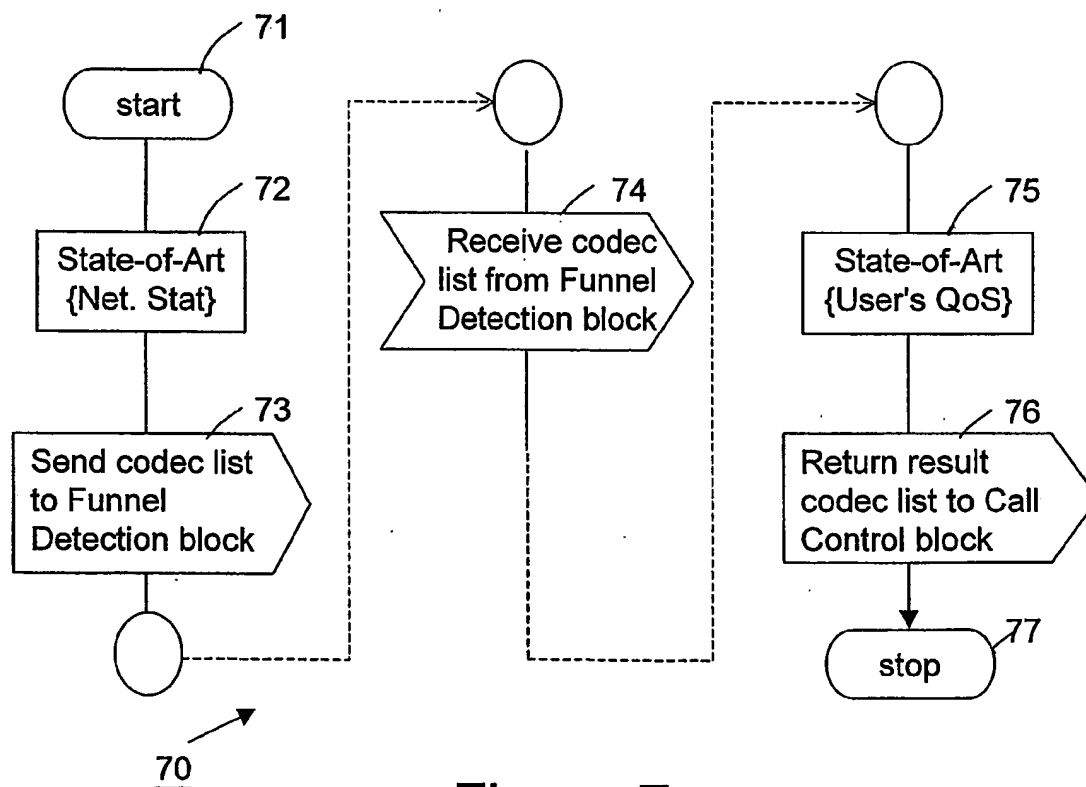 71
start
72
State-of-Art
{Net. Stat}
73
Send codec list
to Funnel
Detection block
70
74
Receive codec
list from Funnel
Detection block
75
State-of-Art
{User's QoS}
76
Return result
codec list to Call
Control block
77
stop